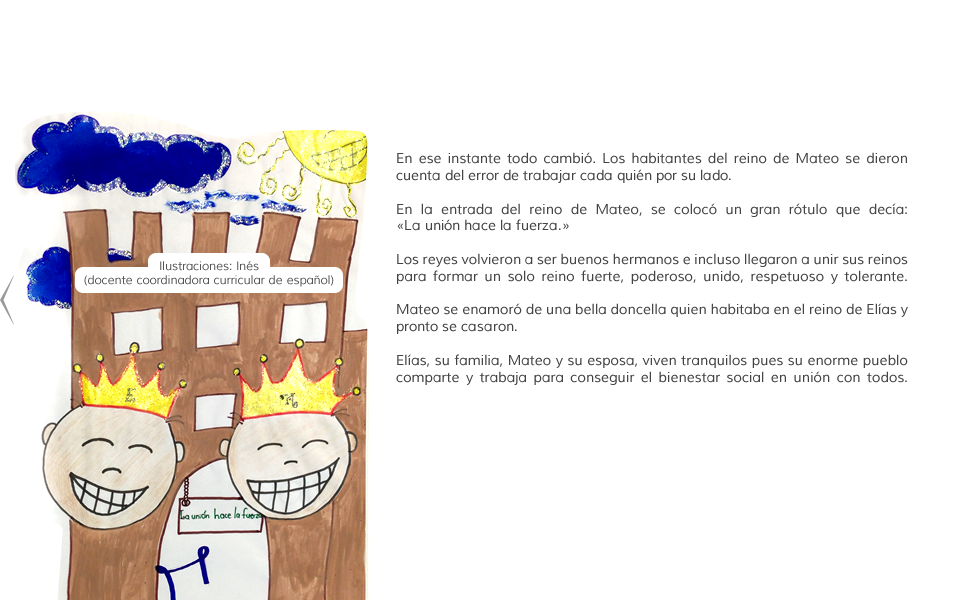 En ese instante todo cambió. Los habitantes del reino de Mateo se dieron
cuenta del error de trabajar cada quién por su lado.
En la entrada del reino de Mateo, se colocó un gran rótulo que decía:
«La unión hace la fuerza.»
Los reyes volvieron a ser buenos hermanos e incluso llegaron a unir sus reinos
para formar un solo reino fuerte, poderoso, unido, respetuoso y tolerante.
Mateo se enamoró de una bella doncella quien habitaba en el reino de Elías y
pronto se casaron.
Elías, su familia, Mateo y su esposa, viven tranquilos pues su enorme pueblo
comparte y trabaja para conseguir el bienestar social en unión con todos.
Ilustraciones: Inés
(docente coordinadora curricular de español)
La unión hace la fuerza